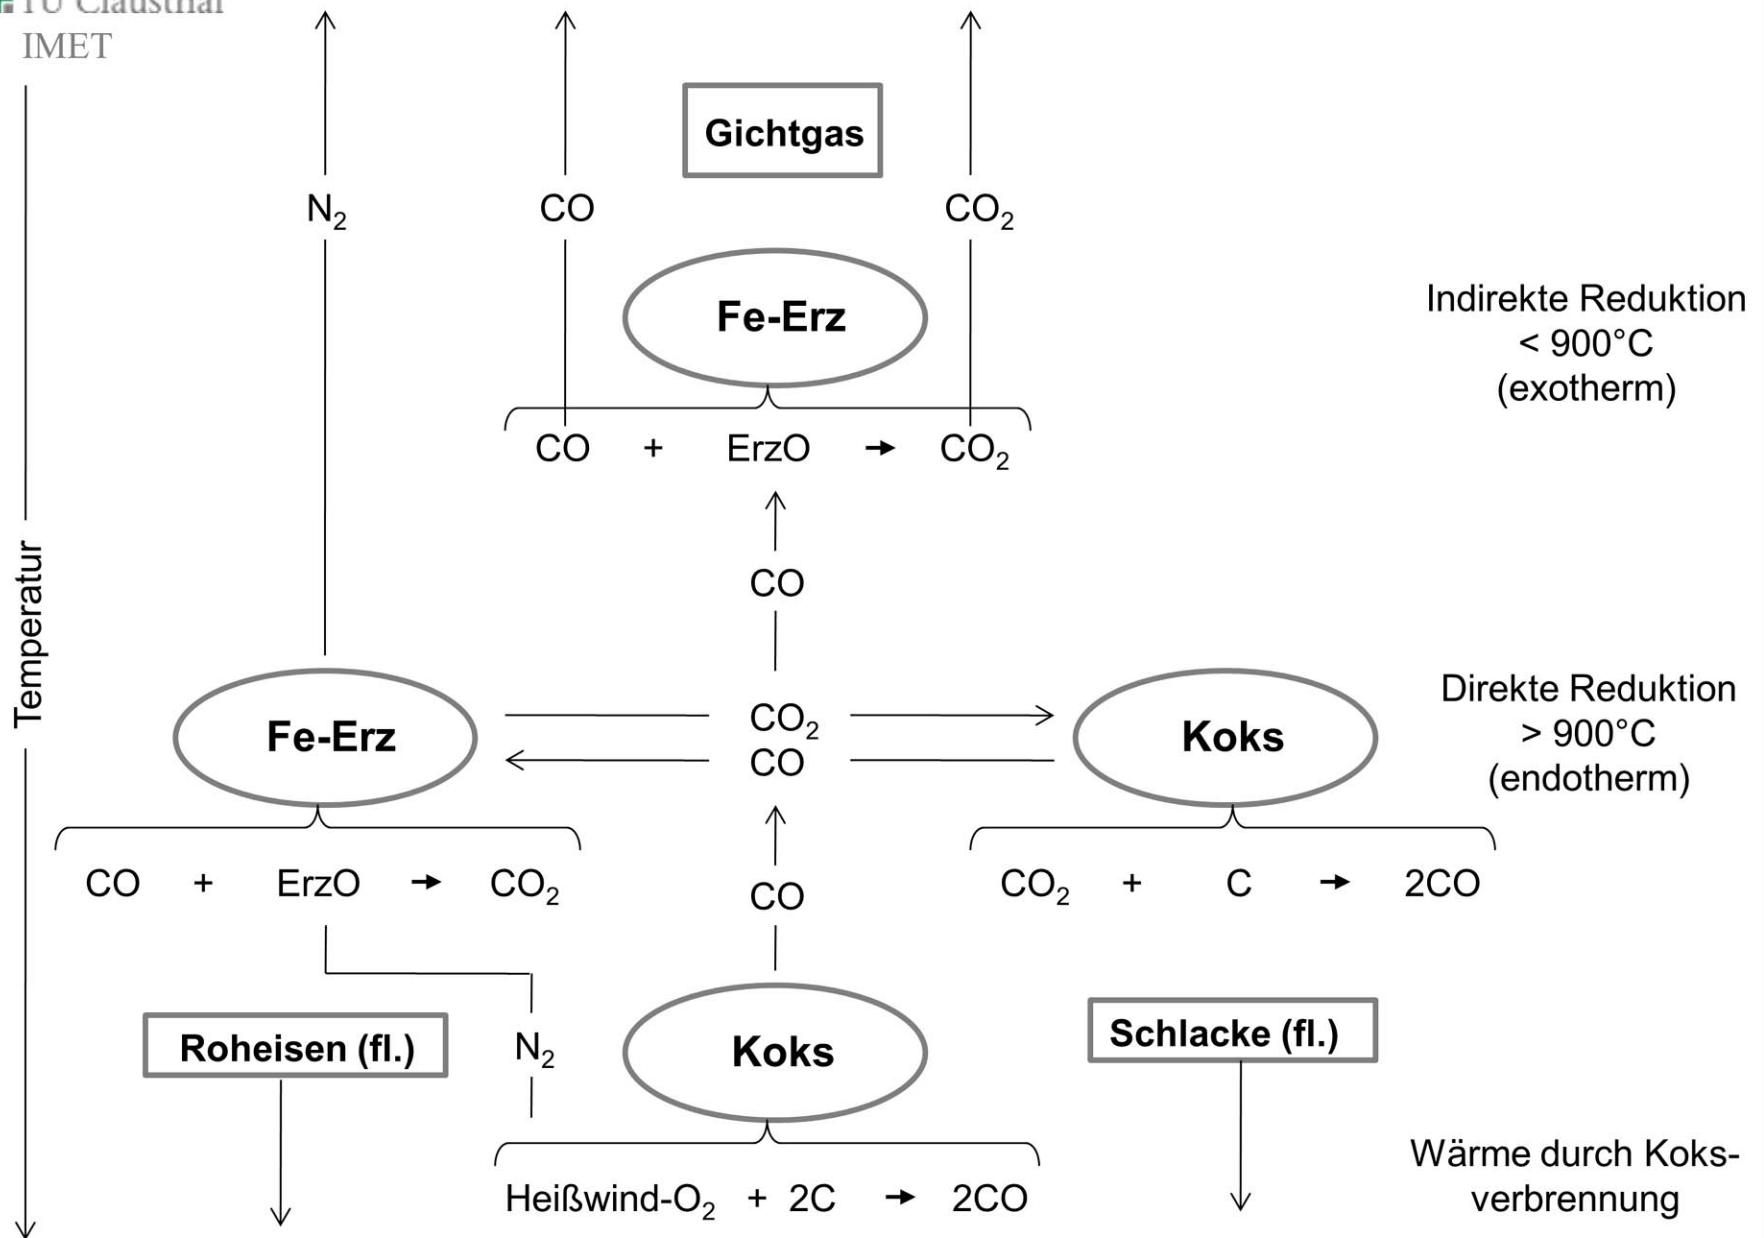 TU Clausthal
IMET
Gichtgas
N₂ CO CO₂
Fe-Erz
Indirekte Reduktion
< 900°C
(exotherm)
CO + ErzO → CO₂
CO
Temperatur
Fe-Erz
CO₂
CO
Koks
Direkte Reduktion
> 900°C
(endotherm)
CO + ErzO → CO₂
CO
CO₂ + C → 2CO
Roheisen (fl.)
N₂
Koks
Schlacke (fl.)
Heißwind-O₂ + 2C → 2CO
Wärme durch Koks-
verbrennung